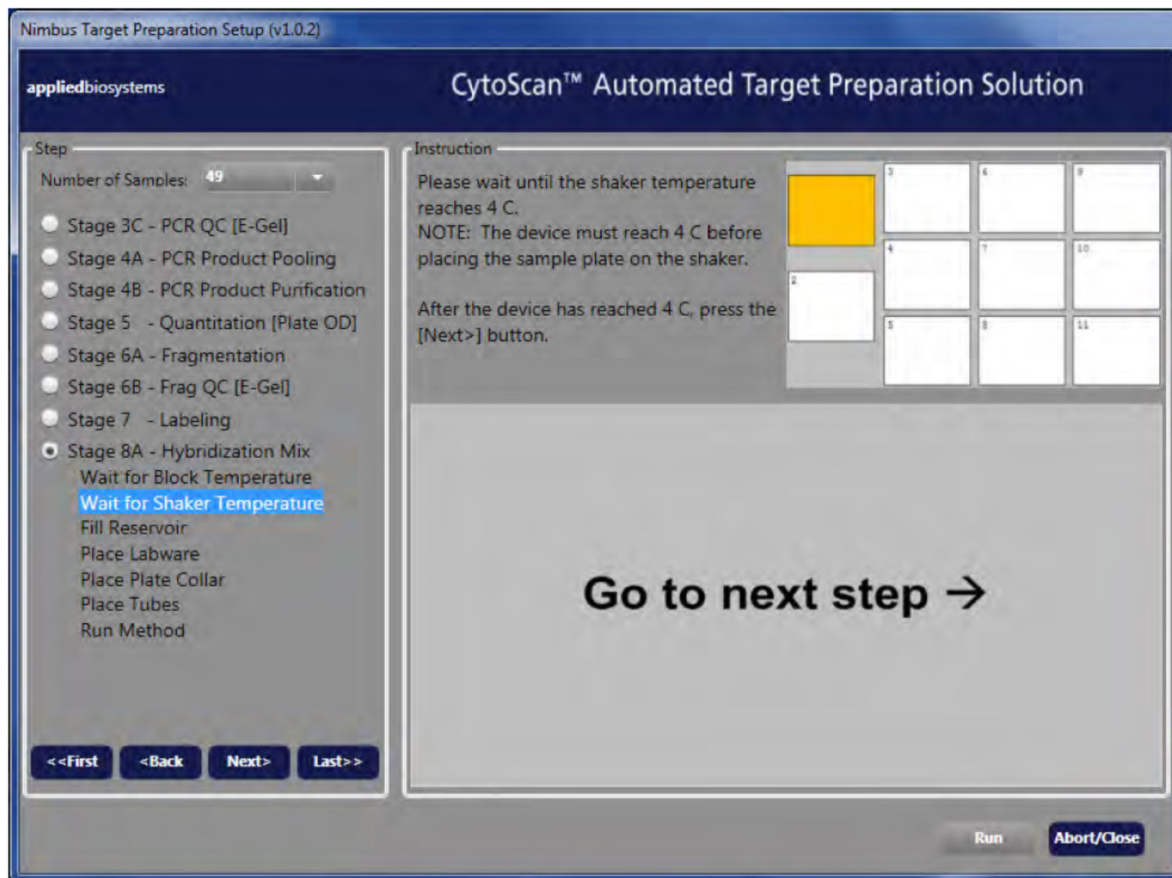 Nimbus Target Preparation Setup (v1.0.2)
appliedbiosystems
CytoScan™ Automated Target Preparation Solution
Step
Number of Samples: 49
Stage 3C - PCR QC [E-Gel]
Stage 4A - PCR Product Pooling
Stage 4B - PCR Product Purification
Stage 5 - Quantitation [Plate OD]
Stage 6A - Fragmentation
Stage 6B - Frag QC [E-Gel]
Stage 7 - Labeling
Stage 8A - Hybridization Mix
Wait for Block Temperature
Wait for Shaker Temperature
Fill Reservoir
Place Labware
Place Plate Collar
Place Tubes
Run Method
<<First <Back Next> Last>>
Instruction
Please wait until the shaker temperature
reaches 4 C.
NOTE: The device must reach 4 C before
placing the sample plate on the shaker.
After the device has reached 4 C, press the
[Next>] button.
3 6 9
4 7 10
2
5 8 11
Go to next step →
Run Abort/Close